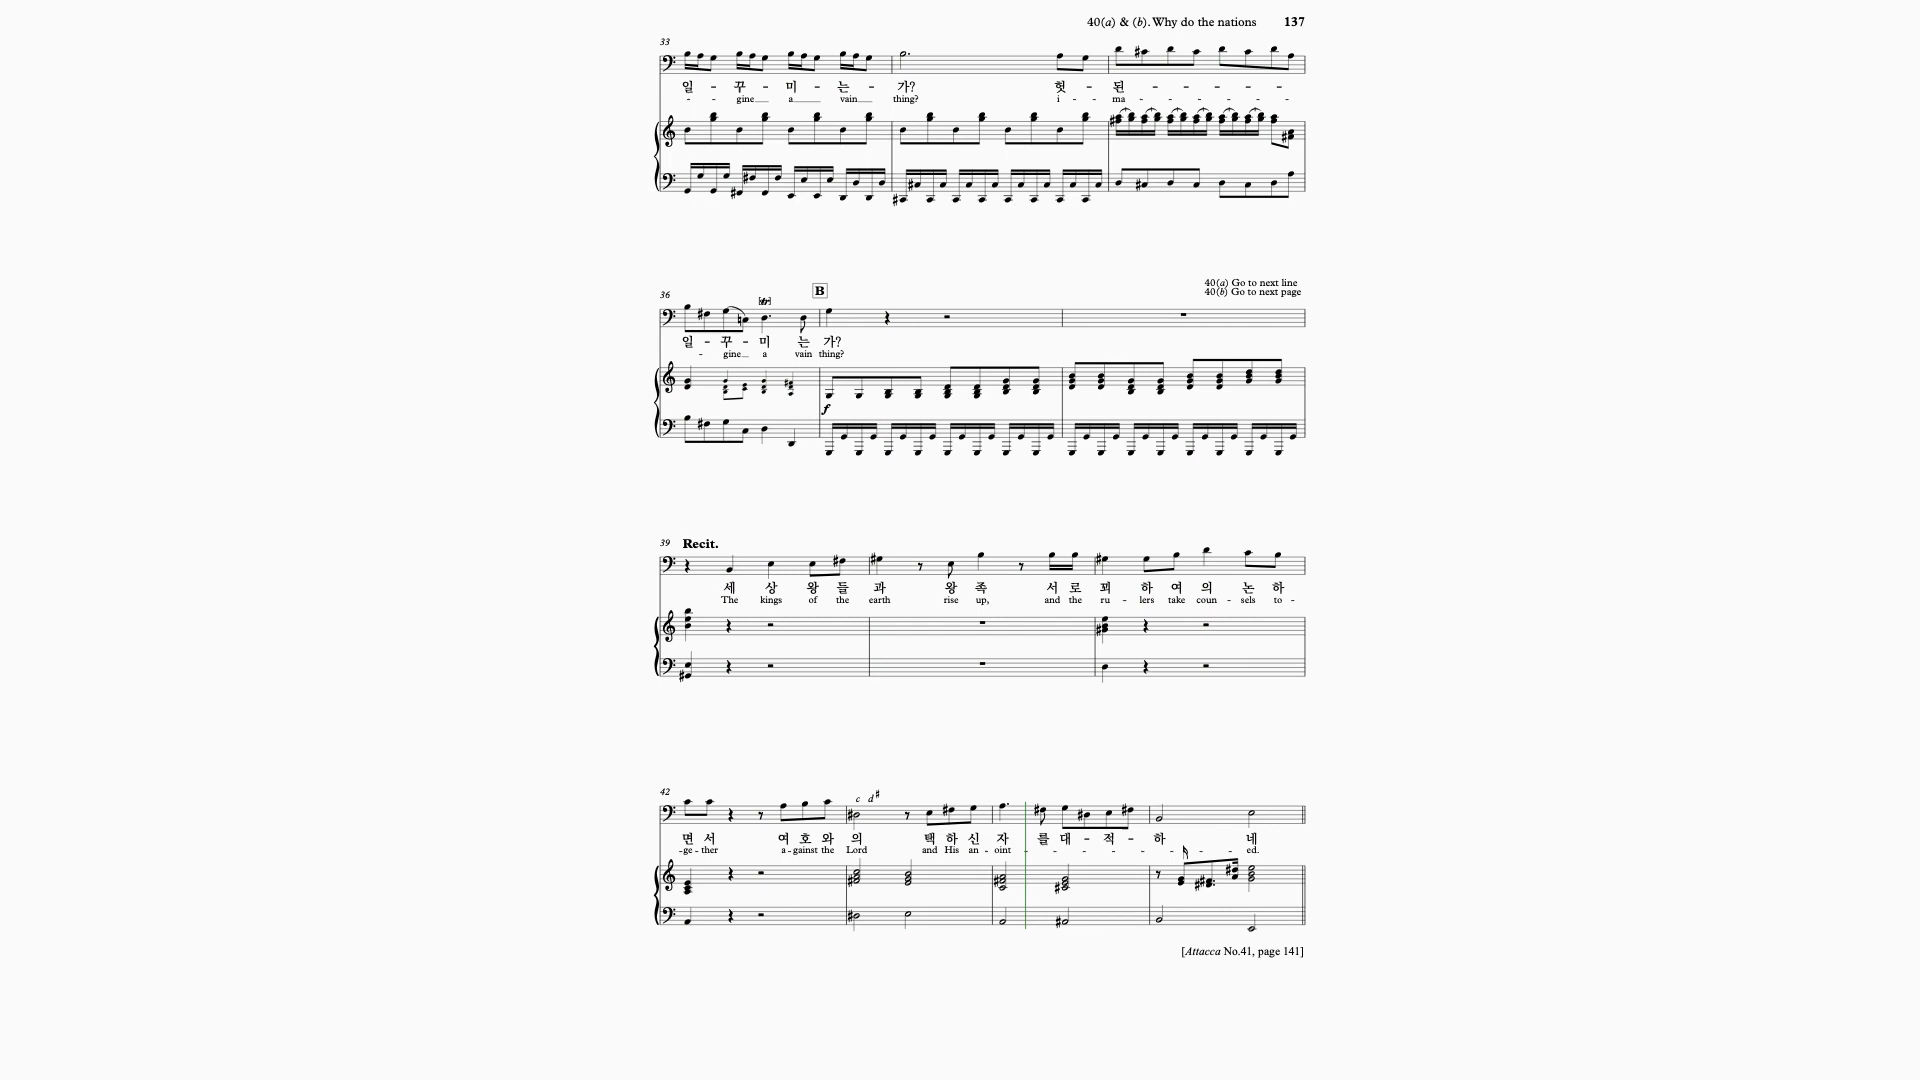 40(a) & (b). Why do the nations 137
33
일 - 꾸 - 미 - 는 - 가? 헛 - 된 - - - - - -
- - gine a vain thing? i - - ma - - - - - -
36 [tr] B 40(a) Go to next line
40(b) Go to next page
일 - 꾸 - 미 는 가?
- gine a vain thing?
f
39 Recit.
세 상 왕 들 과 왕 족 서 로 꾀 하 여 의 논 하
The kings of the earth rise up, and the ru - lers take coun - sels to -
42 c d#
면 서 여 호 와 의 택 하 신 자 를 대 - 적 - 하 네
-ge - ther a - gainst the Lord and His an - oint - - - - - - ed.
[Attacca No.41, page 141]